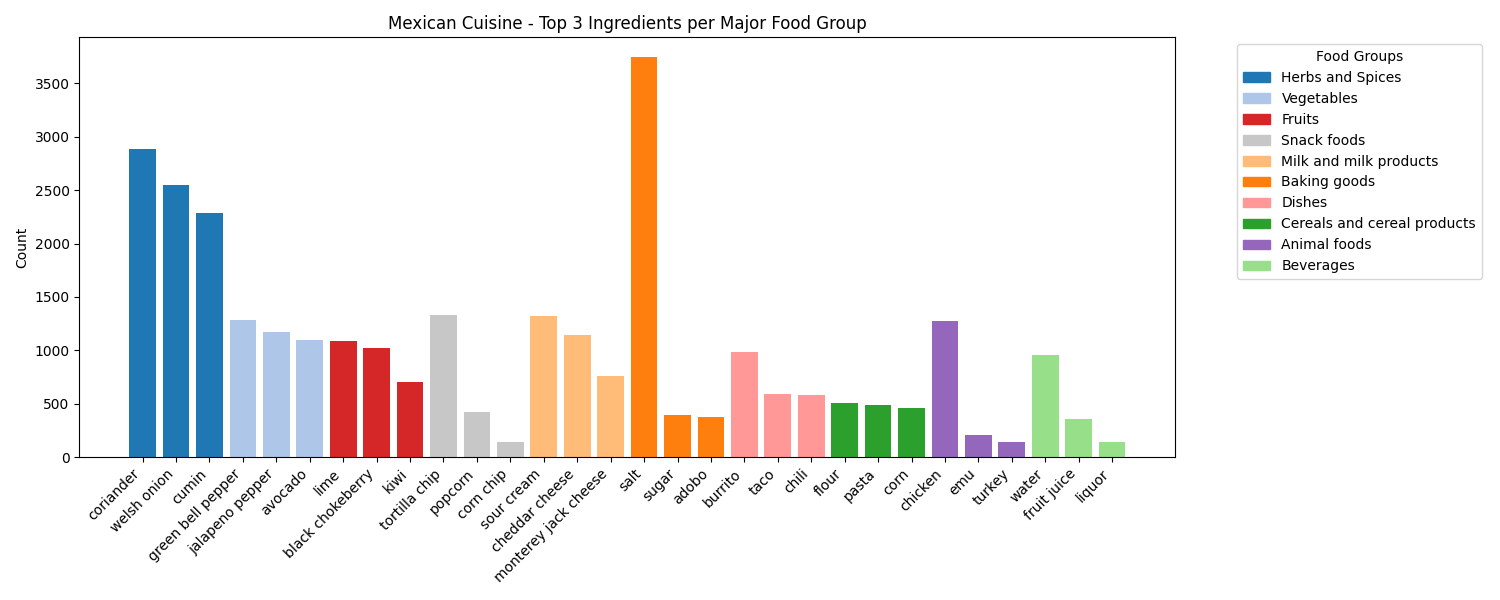 Mexican Cuisine - Top 3 Ingredients per Major Food Group
Count
3500
3000
2500
2000
1500
1000
500
0
coriander
welsh onion
cumin
green bell pepper
jalapeno pepper
avocado
lime
black chokeberry
kiwi
tortilla chip
popcorn
corn chip
sour cream
cheddar cheese
monterey jack cheese
salt
sugar
adobo
burrito
taco
chili
flour
pasta
corn
chicken
emu
turkey
water
fruit juice
liquor
Food Groups
Herbs and Spices
Vegetables
Fruits
Snack foods
Milk and milk products
Baking goods
Dishes
Cereals and cereal products
Animal foods
Beverages